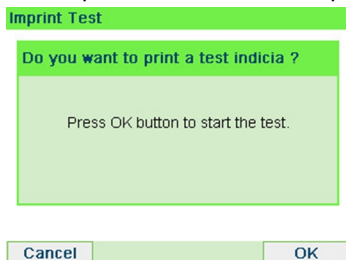 Imprint Test
Do you want to print a test indicia ?
Press OK button to start the test.
Cancel
OK